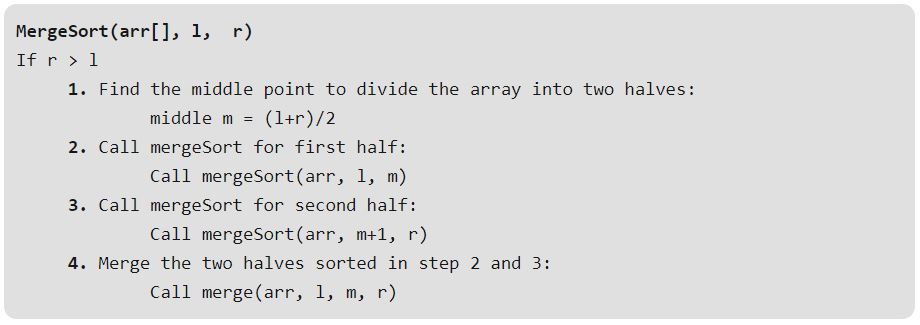 MergeSort(arr[], l,  r)
If r > l
     1. Find the middle point to divide the array into two halves:
             middle m = (l+r)/2
     2. Call mergeSort for first half:
             Call mergeSort(arr, l, m)
     3. Call mergeSort for second half:
             Call mergeSort(arr, m+1, r)
     4. Merge the two halves sorted in step 2 and 3:
             Call merge(arr, l, m, r)